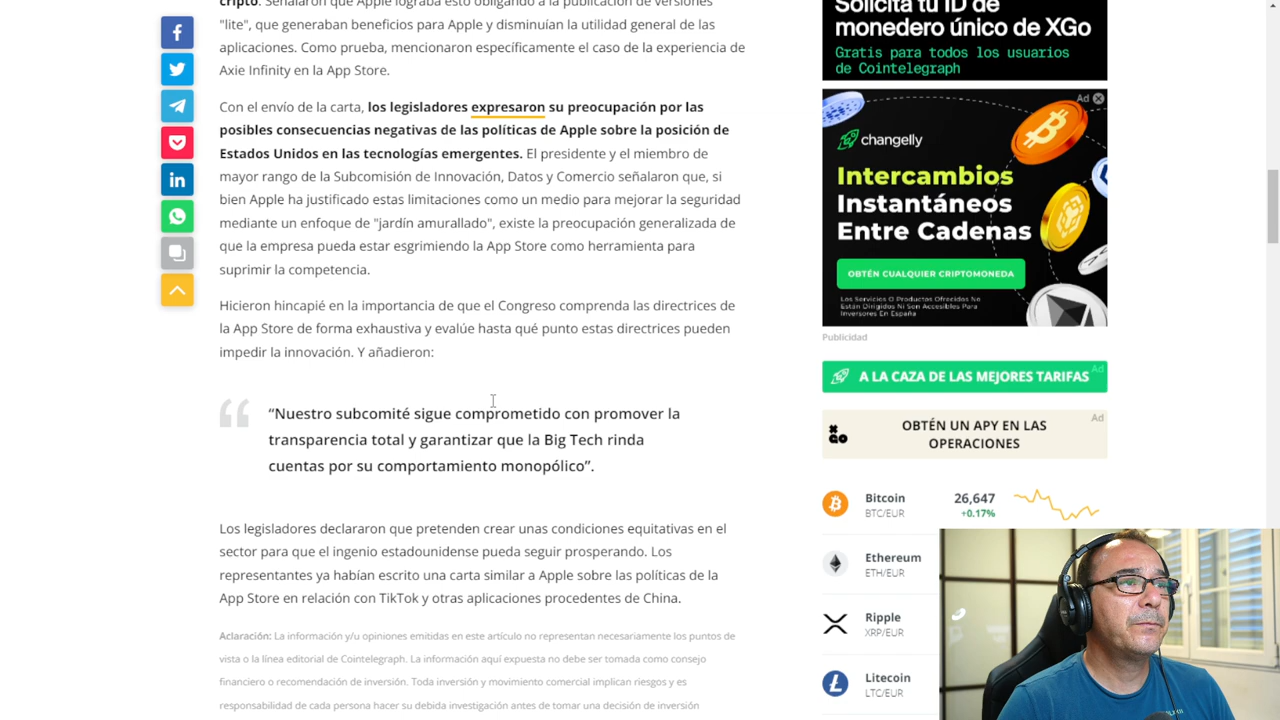 cripto. Señalaron que Apple lograba esto obligando a la publicación de versiones
"lite", que generaban beneficios para Apple y disminuían la utilidad general de las
aplicaciones. Como prueba, mencionaron específicamente el caso de la experiencia de
Axie Infinity en la App Store.
Con el envío de la carta, los legisladores expresaron su preocupación por las
posibles consecuencias negativas de las políticas de Apple sobre la posición de
Estados Unidos en las tecnologías emergentes. El presidente y el miembro de
mayor rango de la Subcomisión de Innovación, Datos y Comercio señalaron que, si
bien Apple ha justificado estas limitaciones como un medio para mejorar la seguridad
mediante un enfoque de "jardín amurallado", existe la preocupación generalizada de
que la empresa pueda estar esgrimiendo la App Store como herramienta para
suprimir la competencia.
Hicieron hincapié en la importancia de que el Congreso comprenda las directrices de
la App Store de forma exhaustiva y evalúe hasta qué punto estas directrices pueden
impedir la innovación. Y añadieron:
“Nuestro subcomité sigue comprometido con promover la
transparencia total y garantizar que la Big Tech rinda
cuentas por su comportamiento monopólico”.
Los legisladores declararon que pretenden crear unas condiciones equitativas en el
sector para que el ingenio estadounidense pueda seguir prosperando. Los
representantes ya habían escrito una carta similar a Apple sobre las políticas de la
App Store en relación con TikTok y otras aplicaciones procedentes de China.
Aclaración: La información y/u opiniones emitidas en este artículo no representan necesariamente los puntos de
vista o la línea editorial de Cointelegraph. La información aquí expuesta no debe ser tomada como consejo
financiero o recomendación de inversión. Toda inversión y movimiento comercial implican riesgos y es
responsabilidad de cada persona hacer su debida investigación antes de tomar una decisión de inversión
Solicita tu ID de
monedero único de XGo
Gratis para todos los usuarios
de Cointelegraph
Ad
changelly
Intercambios
Instantáneos
Entre Cadenas
OBTÉN CUALQUIER CRIPTOMONEDA
Los Servicios O Productos Ofrecidos No
Están Dirigidos Ni Son Accesibles Para
Inversores En España
Publicidad
A LA CAZA DE LAS MEJORES TARIFAS
Ad
XGO
OBTÉN UN APY EN LAS
OPERACIONES
Ad
Bitcoin 26,647
BTC/EUR +0.17%
Ethereum
ETH/EUR
Ripple
XRP/EUR
Litecoin
LTC/EUR